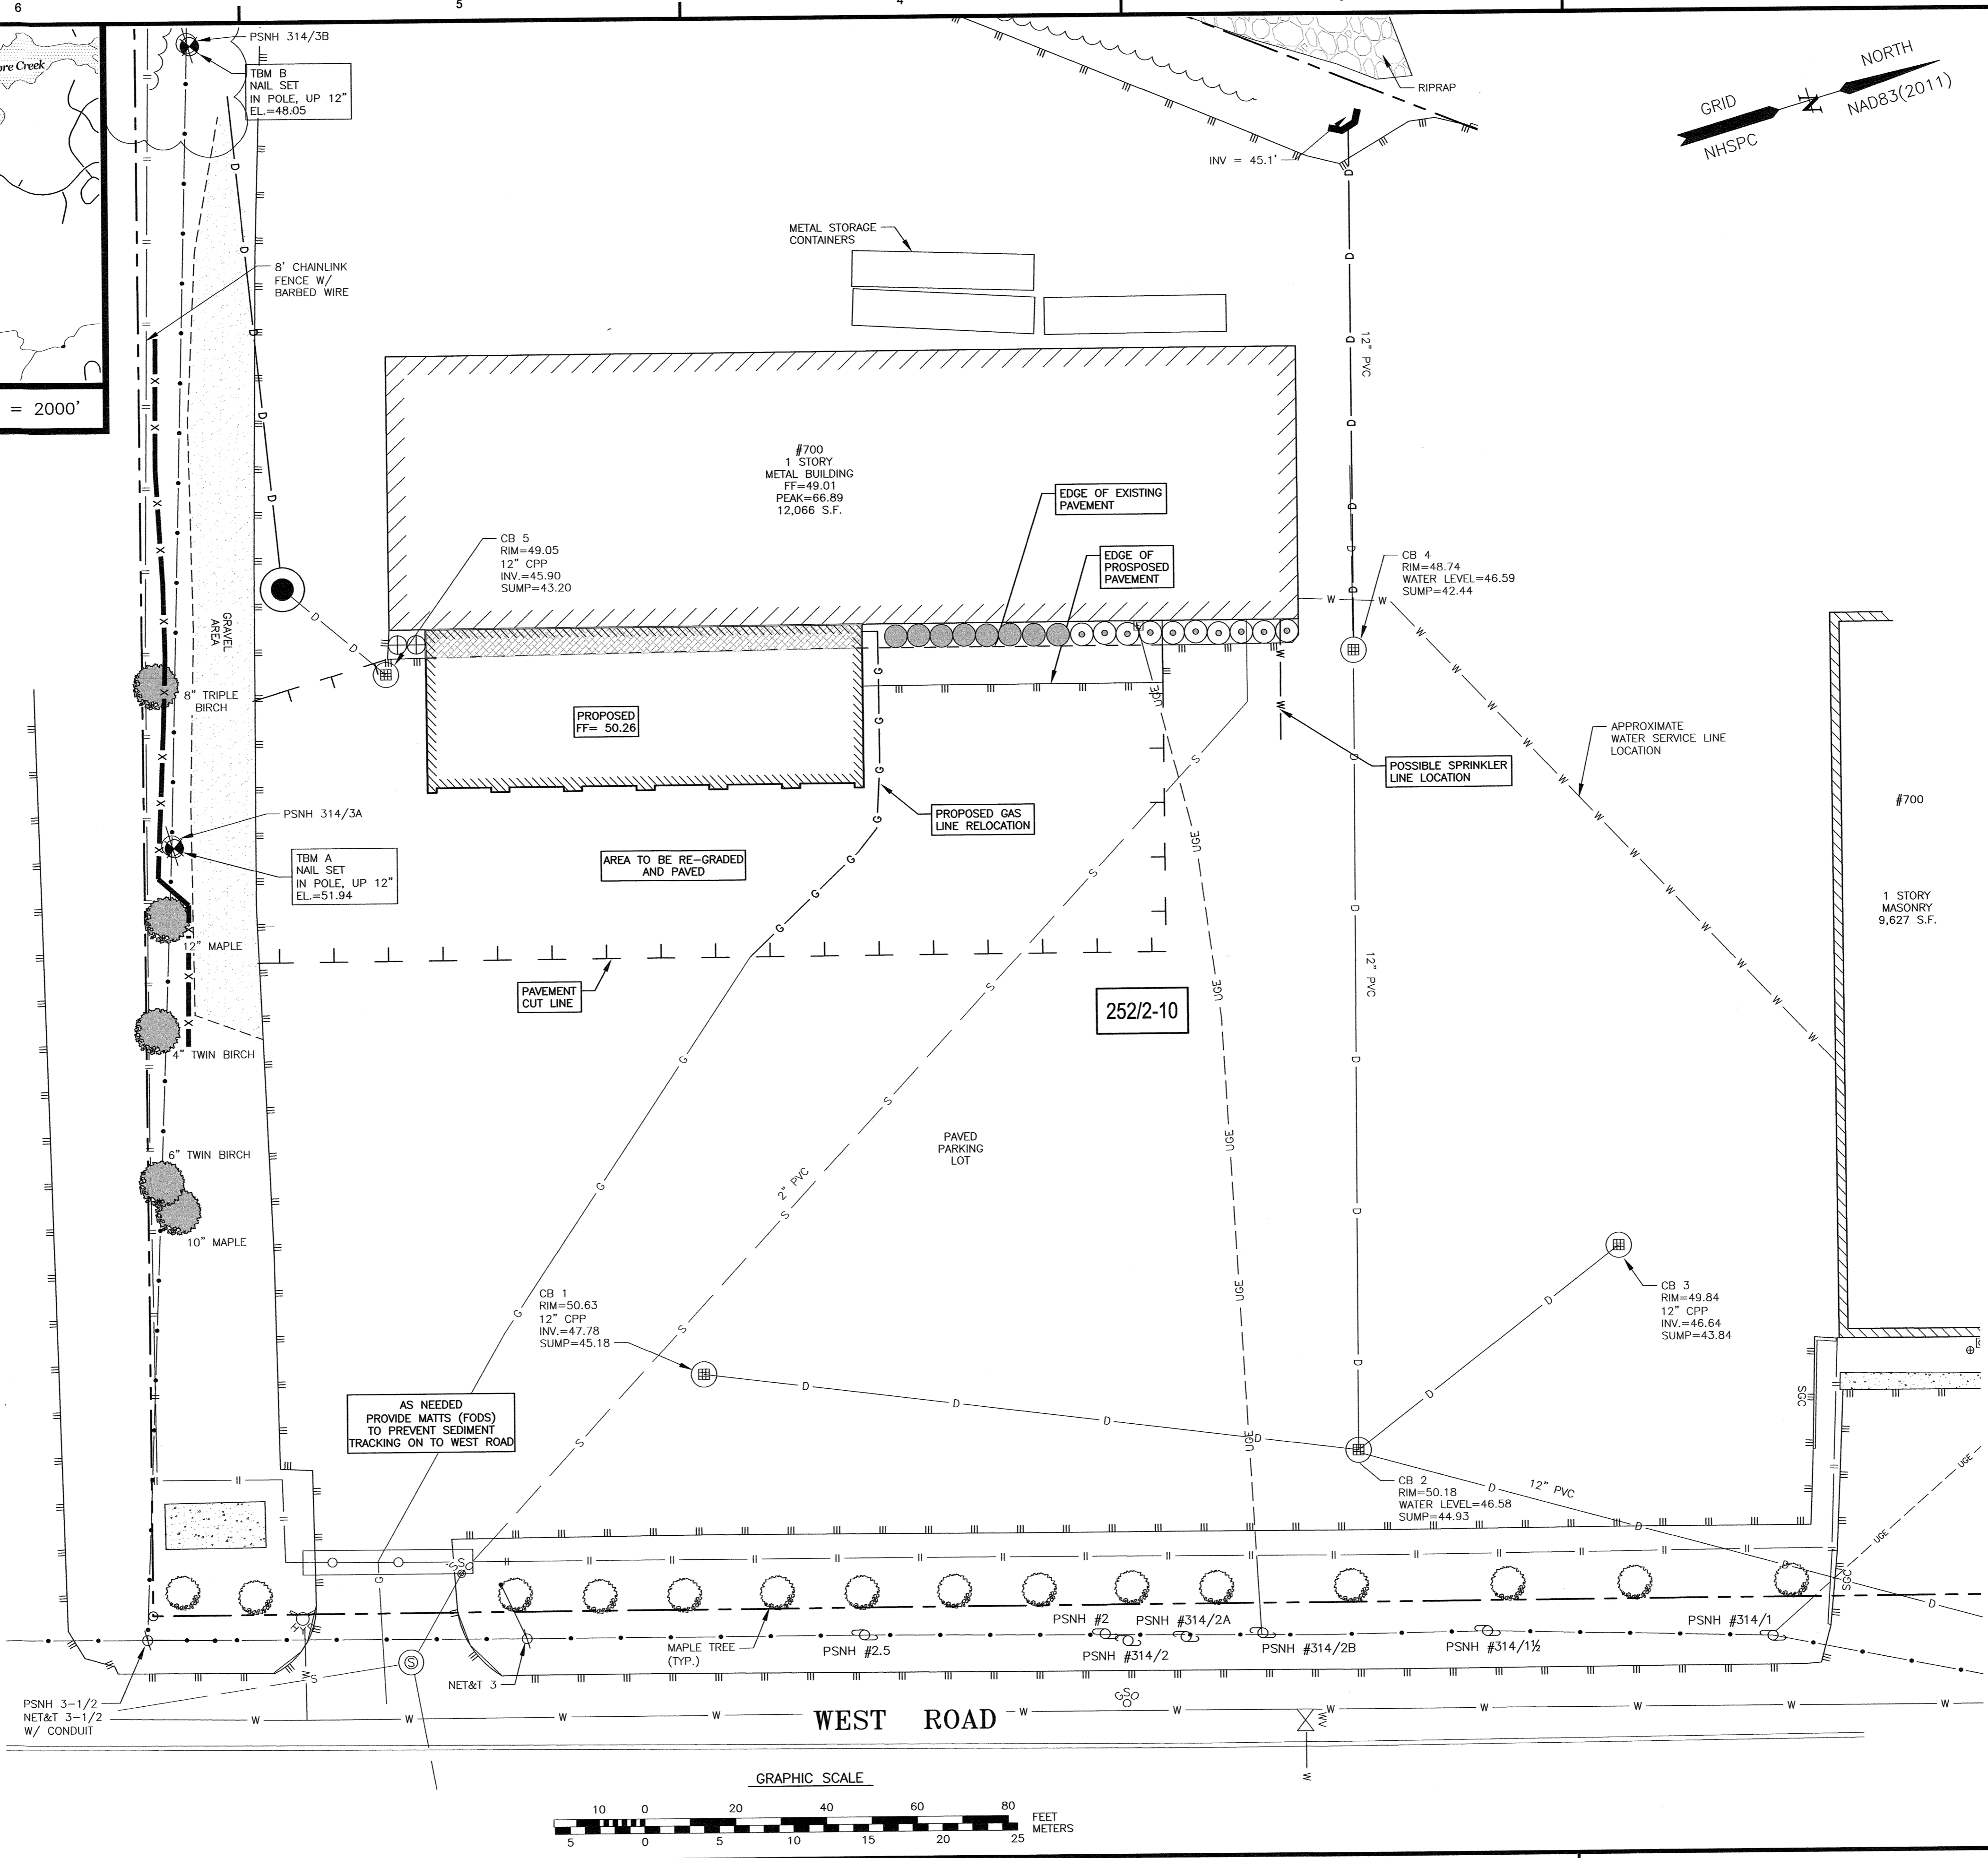 6
5
4
re Creek
= 2000'
PSNH 314/3B
TBM B
NAIL SET
IN POLE, UP 12"
EL.=48.05
RIPRAP
GRID
NORTH
N
NHSPC
NAD83(2011)
INV = 45.1'
METAL STORAGE
CONTAINERS
8' CHAINLINK
FENCE W/
BARBED WIRE
12" PVC
#700
1 STORY
METAL BUILDING
FF=49.01
PEAK=66.89
12,066 S.F.
EDGE OF EXISTING
PAVEMENT
EDGE OF
PROSPOSED
PAVEMENT
CB 5
RIM=49.05
12" CPP
INV.=45.90
SUMP=43.20
CB 4
RIM=48.74
WATER LEVEL=46.59
SUMP=42.44
GRAVEL
AREA
8" TRIPLE
BIRCH
PROPOSED
FF= 50.26
APPROXIMATE
WATER SERVICE LINE
LOCATION
POSSIBLE SPRINKLER
LINE LOCATION
#700
1 STORY
MASONRY
9,627 S.F.
PSNH 314/3A
PROPOSED GAS
LINE RELOCATION
TBM A
NAIL SET
IN POLE, UP 12"
EL.=51.94
AREA TO BE RE-GRADED
AND PAVED
12" MAPLE
PAVEMENT
CUT LINE
12" PVC
252/2-10
4" TWIN BIRCH
PAVED
PARKING
LOT
6" TWIN BIRCH
2" PVC
10" MAPLE
CB 1
RIM=50.63
12" CPP
INV.=47.78
SUMP=45.18
CB 3
RIM=49.84
12" CPP
INV.=46.64
SUMP=43.84
AS NEEDED
PROVIDE MATTS (FODS)
TO PREVENT SEDIMENT
TRACKING ON TO WEST ROAD
SGC
CB 2
RIM=50.18
WATER LEVEL=46.58
SUMP=44.93
12" PVC
UGE
UGE
SGC
MAPLE TREE
(TYP.)
PSNH #2.5
PSNH #2
PSNH #314/2
PSNH #314/2A
PSNH #314/2B
PSNH #314/1½
PSNH #314/1
NET&T 3
PSNH 3-1/2
NET&T 3-1/2
W/ CONDUIT
GSO
WV
WEST ROAD
GRAPHIC SCALE
10 0 20 40 60 80 FEET
5 0 5 10 15 20 25 METERS